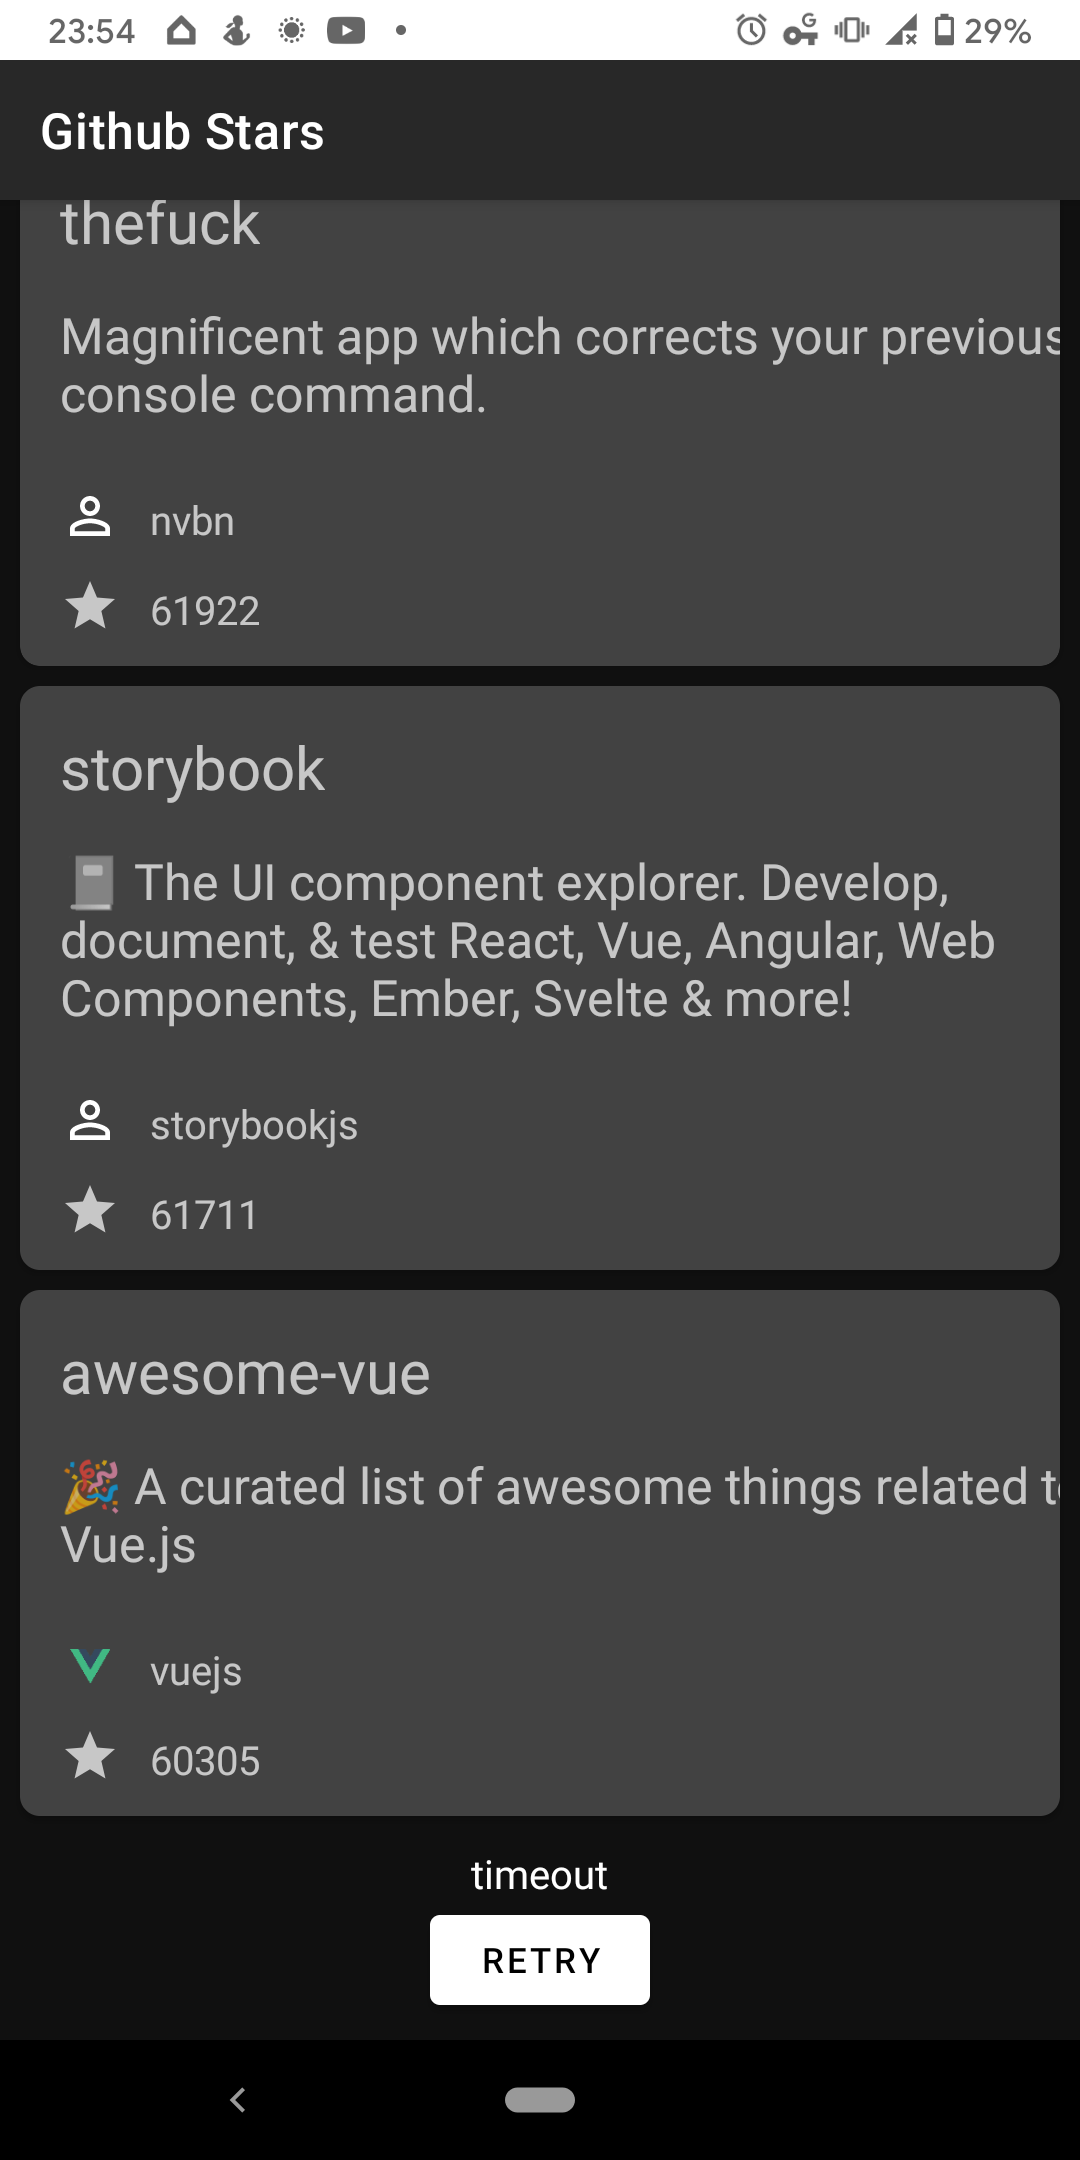 23:54
G
29%
Github Stars
thefuck
Magnificent app which corrects your previous
console command.
nvbn
61922
storybook
The UI component explorer. Develop,
document, & test React, Vue, Angular, Web
Components, Ember, Svelte & more!
storybookjs
61711
awesome-vue
🎉 A curated list of awesome things related to
Vue.js
vuejs
60305
timeout
RETRY